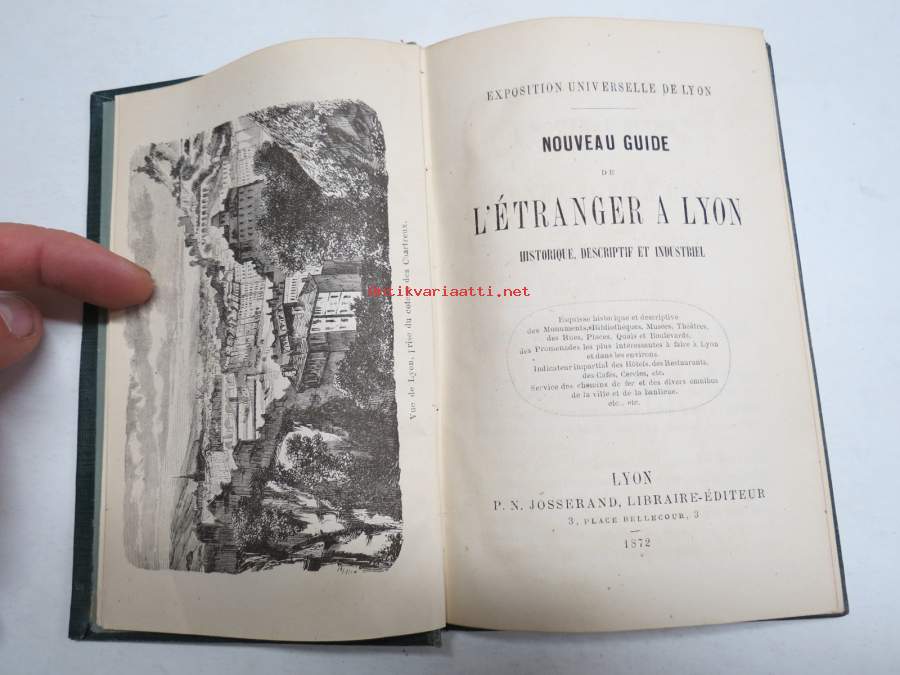 Vue de Lyon, prise du coteau des Chartreux.
EXPOSITION UNIVERSELLE DE LYON
NOUVEAU GUIDE
DE
L'ÉTRANGER A LYON
HISTORIQUE, DESCRIPTIF ET INDUSTRIEL
antikvariaatti.net
Esquisse historique et descriptive
des Monuments, Bibliothèques, Musées, Théâtres,
des Rues, Places, Quais et Boulevards,
des Promenades les plus intéressantes à faire à Lyon
et dans les environs.
Indicateur impartial des Hôtels, des Restaurants,
des Cafés, Cercles, etc.
Service des chemins de fer et des divers omnibus
de la ville et de la banlieue.
etc., etc.
LYON
P. N. JOSSERAND, LIBRAIRE-ÉDITEUR
3, PLACE BELLECOUR, 3
1872